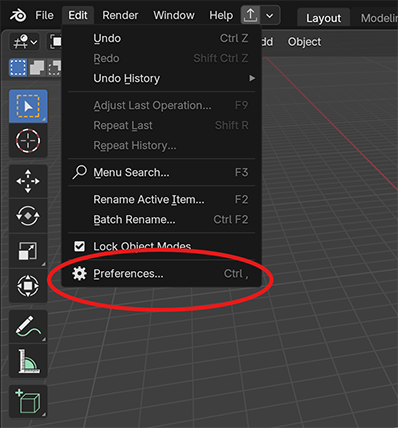 File Edit Render Window Help Layout Modelin
Undo Ctrl Z
dd Object
Redo Shift Ctrl Z
Undo History
Adjust Last Operation... F9
Repeat Last Shift R
Repeat History...
Menu Search... F3
Rename Active Item... F2
Batch Rename... Ctrl F2
Lock Object Modes
Preferences... Ctrl ,